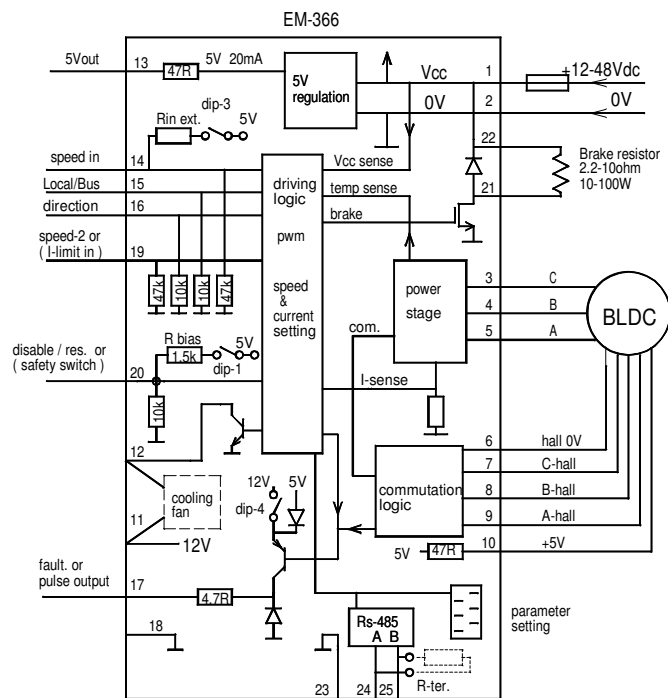 EM-366
5Vout
13
47R
5V 20mA
5V
regulation
Vcc
1
+12-48Vdc
0V
2
0V
Rin ext.
dip-3
5V
22
Brake resistor
2.2-10ohm
10-100W
21
speed in
14
Local/Bus
15
direction
16
speed-2 or
( I-limit in )
19
47k
10k
10k
47k
driving
logic
pwm
speed
&
current
setting
Vcc sense
temp sense
brake
power
stage
3
C
4
B
5
A
BLDC
com.
disable / res. or
( safety switch )
20
R bias
1.5k
5V
dip-1
10k
I-sense
12
cooling
fan
11
12V
12V
5V
dip-4
commutation
logic
6
hall 0V
7
C-hall
8
B-hall
9
A-hall
5V
47R
10
+5V
fault. or
pulse output
17
4.7R
18
Rs-485
A B
parameter
setting
23
24
25
R-ter.